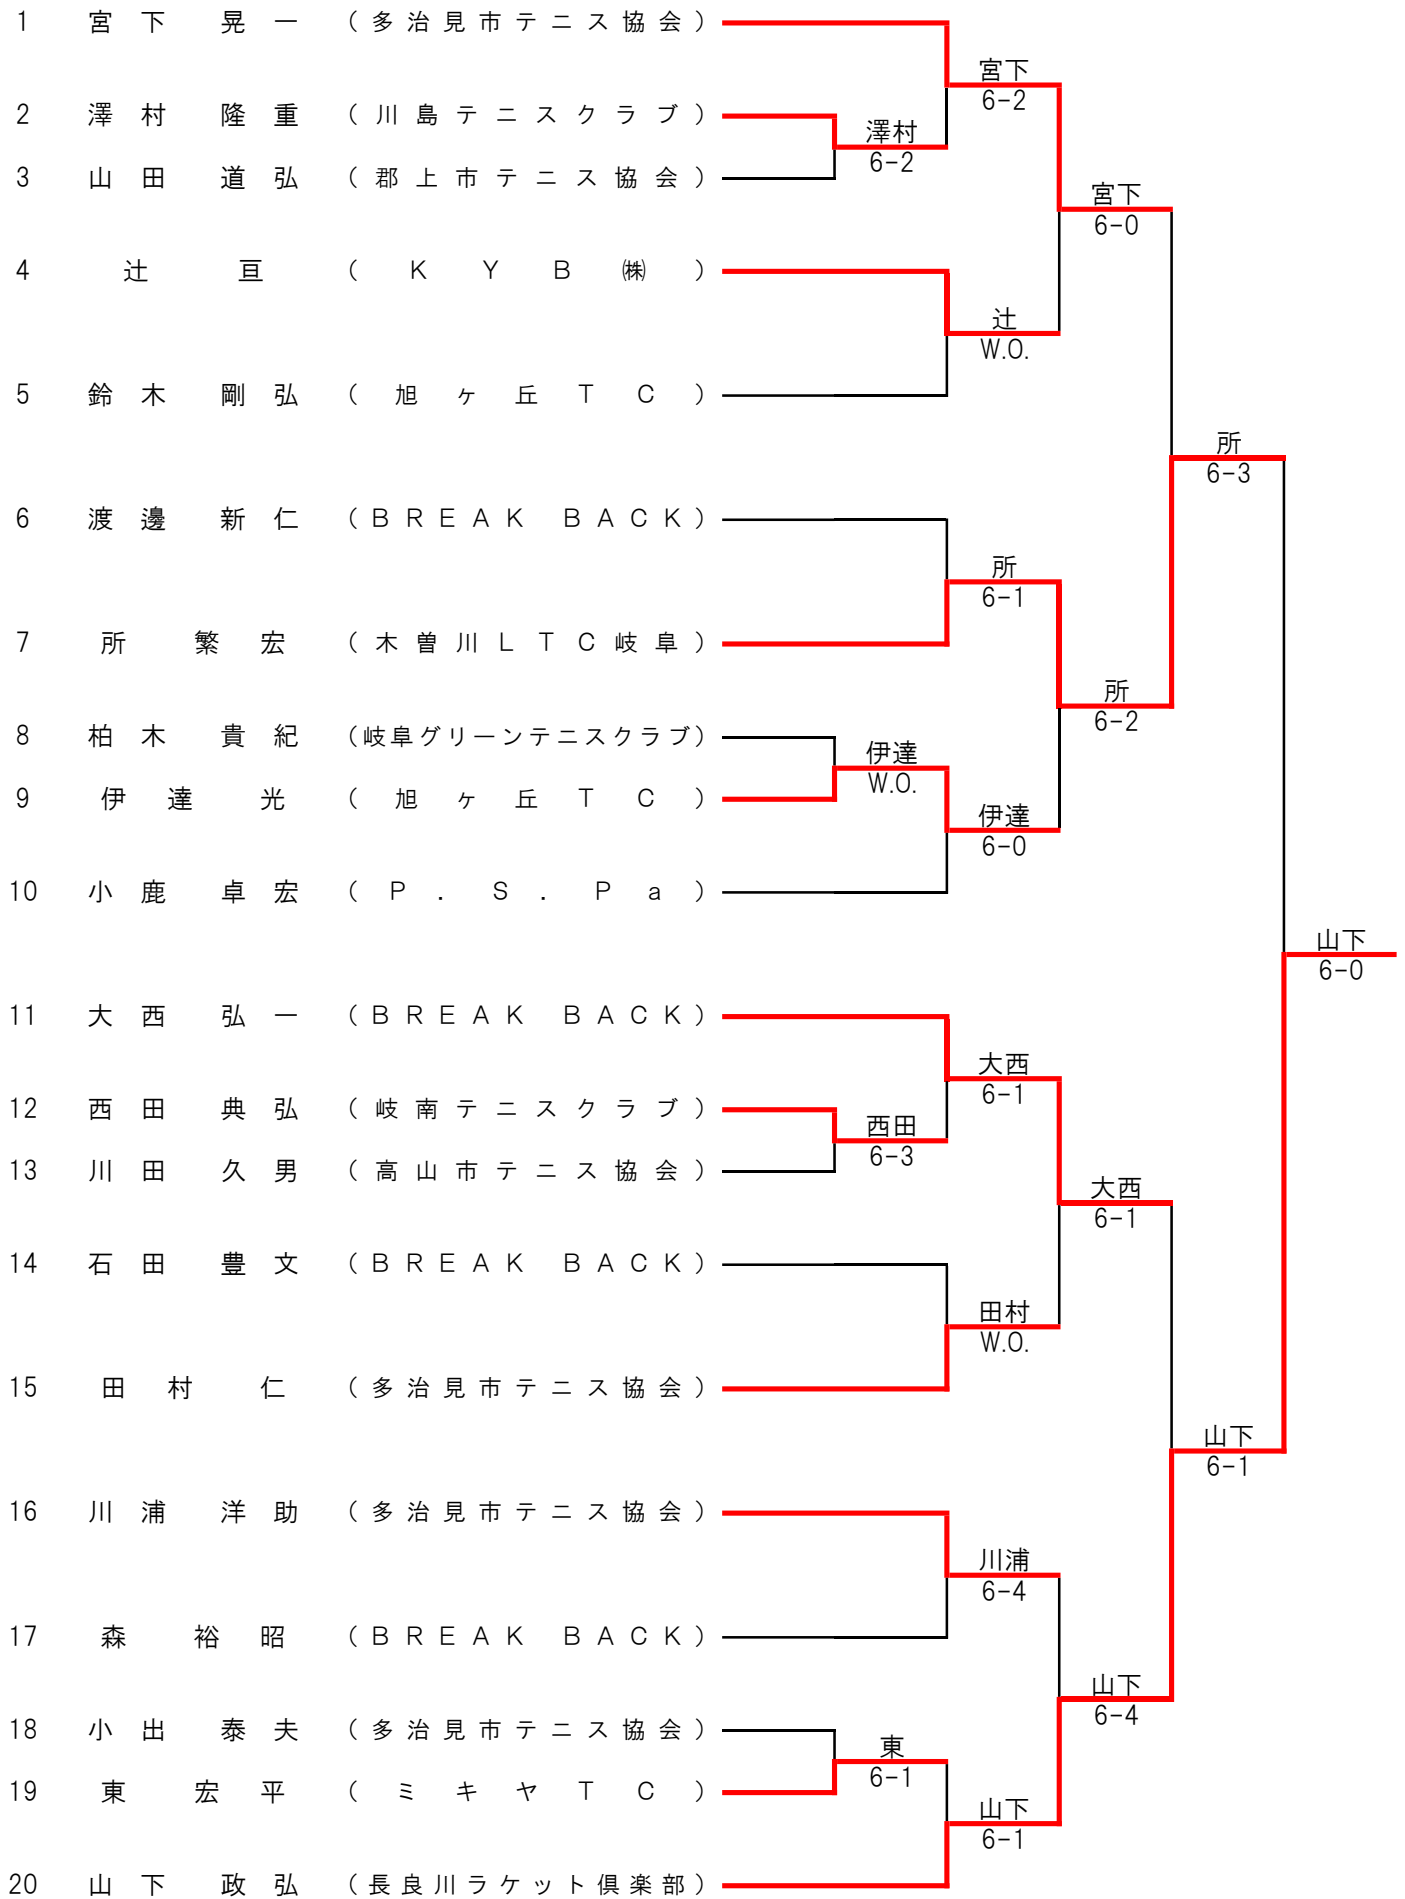 1 宮下 晃一 (多治見市テニス協会)
宮下
6-2
2 澤村 隆重 (川島テニスクラブ)
澤村
6-2
3 山田 道弘 (郡上市テニス協会)
宮下
6-0
4 辻 亘 (KYB㈱)
辻
W.O.
5 鈴木 剛弘 (旭ヶ丘TC)
所
6-3
6 渡邊 新仁 (BREAK BACK)
所
6-1
7 所 繁宏 (木曽川LTC岐阜)
所
6-2
8 柏木 貴紀 (岐阜グリーンテニスクラブ)
伊達
W.O.
9 伊達 光 (旭ヶ丘TC)
伊達
6-0
10 小鹿 卓宏 (P.S.Pa)
山下
6-0
11 大西 弘一 (BREAK BACK)
大西
6-1
12 西田 典弘 (岐南テニスクラブ)
西田
6-3
13 川田 久男 (高山市テニス協会)
大西
6-1
14 石田 豊文 (BREAK BACK)
田村
W.O.
15 田村 仁 (多治見市テニス協会)
山下
6-1
16 川浦 洋助 (多治見市テニス協会)
川浦
6-4
17 森 裕昭 (BREAK BACK)
山下
6-4
18 小出 泰夫 (多治見市テニス協会)
東
6-1
19 東 宏平 (ミキヤTC)
山下
6-1
20 山下 政弘 (長良川ラケット倶楽部)